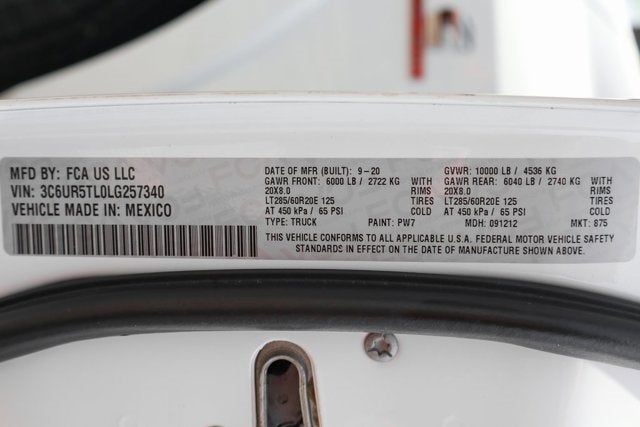 MFD BY: FCA US LLC
VIN: 3C6UR5TL0LG257340
VEHICLE MADE IN: MEXICO
DATE OF MFR (BUILT): 9-20 GVWR: 10000 LB / 4536 KG
GAWR FRONT: 6000 LB / 2722 KG WITH GAWR REAR: 6040 LB / 2740 KG WITH
20X8.0 RIMS 20X8.0 RIMS
LT285/60R20E 125 TIRES LT285/60R20E 125 TIRES
AT 450 kPa / 65 PSI COLD AT 450 kPa / 65 PSI COLD
TYPE: TRUCK PAINT: PW7 MDH: 091212 MKT: 875
THIS VEHICLE CONFORMS TO ALL APPLICABLE U.S.A. FEDERAL MOTOR VEHICLE SAFETY
STANDARDS IN EFFECT ON THE DATE OF MANUFACTURE SHOWN ABOVE.